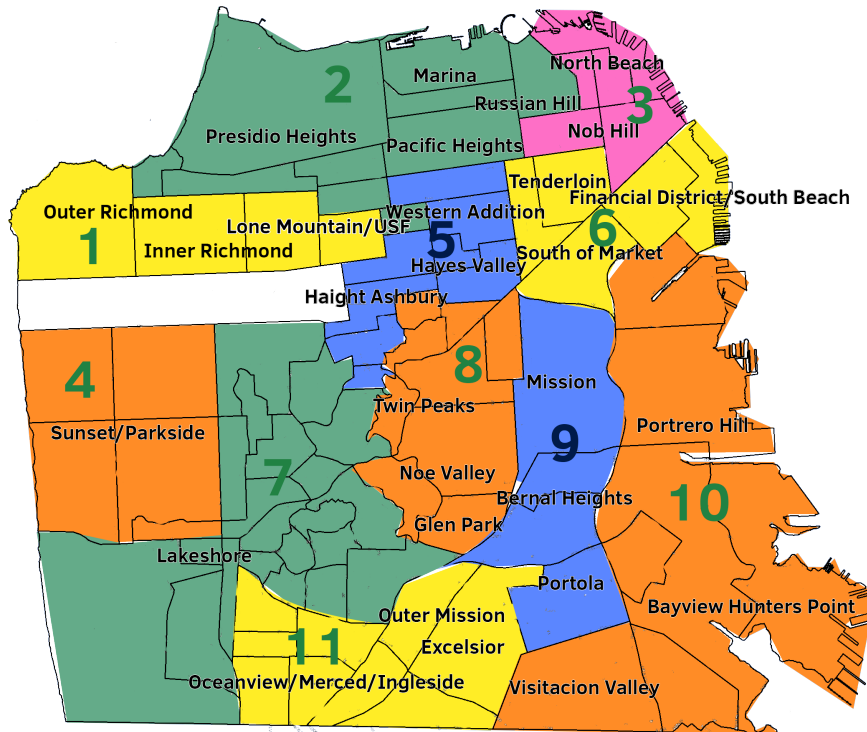 North Beach
Marina
2
3
Russian Hill
Nob Hill
Presidio Heights
Pacific Heights
Tenderloin
Financial District/South Beach
Outer Richmond
Western Addition
Lone Mountain/USF
6
1
Inner Richmond
5
South of Market
Hayes Valley
Haight Ashbury
4
8
Mission
Twin Peaks
Portrero Hill
Sunset/Parkside
9
7
Noe Valley
Bernal Heights
10
Glen Park
Lakeshore
Portola
Bayview Hunters Point
Outer Mission
11
Excelsior
Oceanview/Merced/Ingleside
Visitacion Valley